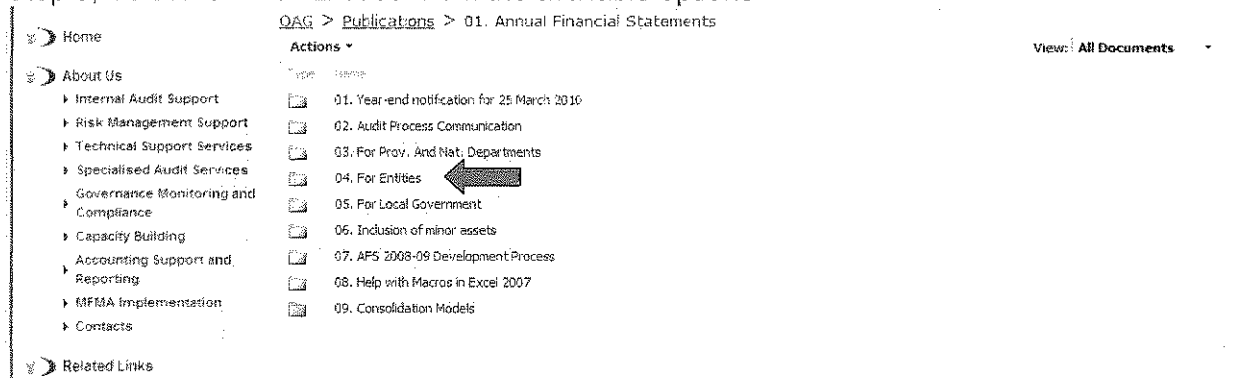 OAG > Publications > 01. Annual Financial Statements
Home
Actions
View: All Documents
About Us
Type Name
Internal Audit Support
Risk Management Support
Technical Support Services
Specialised Audit Services
Governance Monitoring and
Compliance
Capacity Building
Accounting Support and
Reporting
MFMA Implementation
Contacts
Related Links
01. Year-end notification for 25 March 2010
02. Audit Process Communication
03. For Prov. And Nat. Departments
04. For Entities
05. For Local Government
06. Inclusion of minor assets
07. AFS 2008-09 Development Process
08. Help with Macros in Excel 2007
09. Consolidation Models